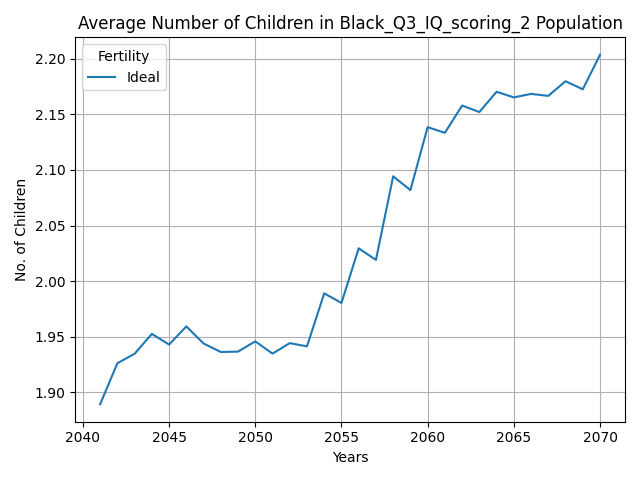 Average Number of Children in Black_Q3_IQ_scoring_2 Population
Fertility
Ideal
2.20
2.15
2.10
2.05
2.00
1.95
1.90
No. of Children
2040 2045 2050 2055 2060 2065 2070
Years